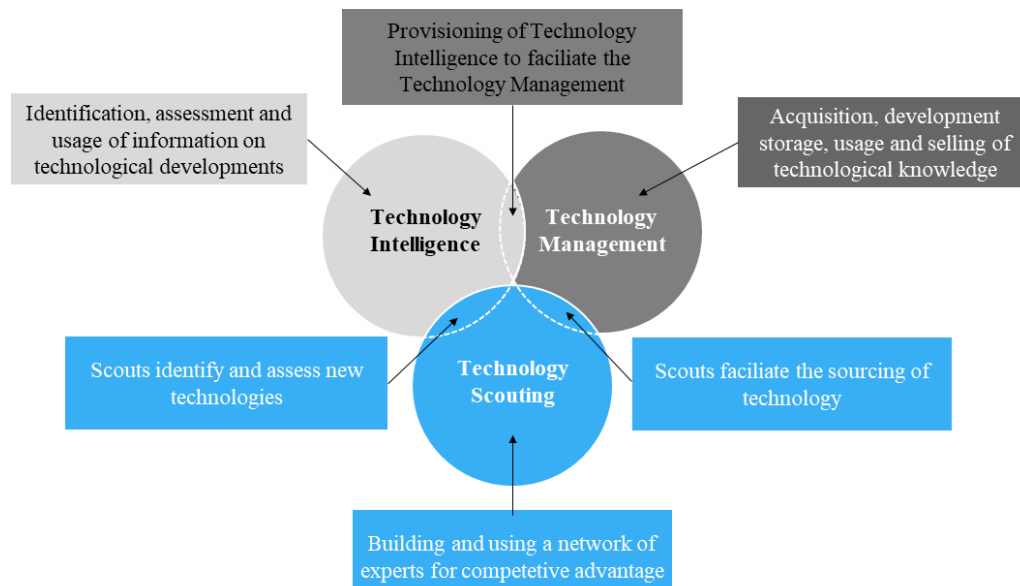 Provisioning of Technology
Intelligence to faciliate the
Technology Management
Identification, assessment and
usage of information on
technological developments
Acquisition, development
storage, usage and selling of
technological knowledge
Technology
Intelligence
Technology
Management
Scouts identify and assess new
technologies
Technology
Scouting
Scouts faciliate the sourcing of
technology
Building and using a network of
experts for competetive advantage